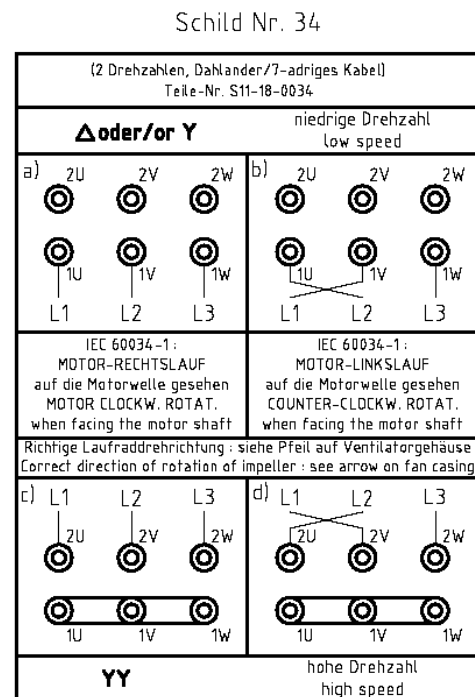 Schild Nr. 34
(2 Drehzahlen, Dahlander/7-adriges Kabel)
Teile-Nr. S11-18-0034
Δ oder/or Y
niedrige Drehzahl
low speed
a) 2U 2V 2W
1U 1V 1W
L1 L2 L3
b) 2U 2V 2W
1U 1V 1W
L1 L2 L3
IEC 60034-1 :
MOTOR-RECHTSLAUF
auf die Motorwelle gesehen
MOTOR CLOCKW. ROTAT.
when facing the motor shaft
IEC 60034-1 :
MOTOR-LINKSLAUF
auf die Motorwelle gesehen
COUNTER-CLOCKW. ROTAT.
when facing the motor shaft
Richtige Laufraddrehrichtung : siehe Pfeil auf Ventilatorgehäuse
Correct direction of rotation of impeller : see arrow on fan casing
c) L1 L2 L3
2U 2V 2W
1U 1V 1W
d) L1 L2 L3
2U 2V 2W
1U 1V 1W
YY
hohe Drehzahl
high speed